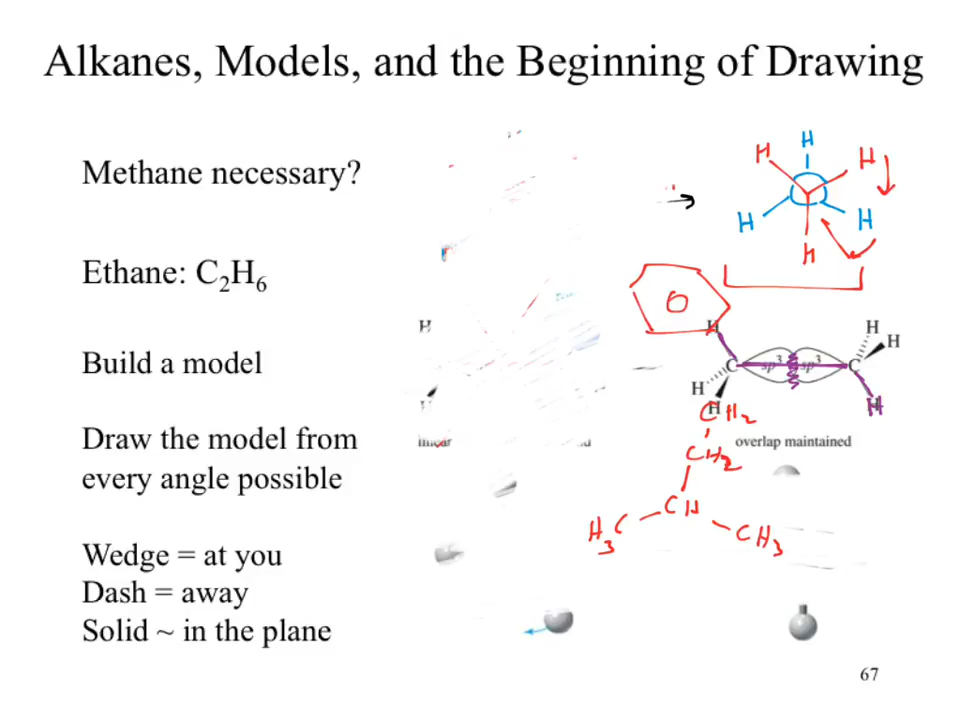 Alkanes, Models, and the Beginning of Drawing
Methane necessary?
Ethane: C₂H₆
Build a model
Draw the model from
every angle possible
Wedge = at you
Dash = away
Solid ~ in the plane
H
H H H
H H
H
O
H
H
H
H
C sp³ sp³ C
H
H
H
overlap maintained
CH₂
CH₂
CH
H₃C CH₃
67